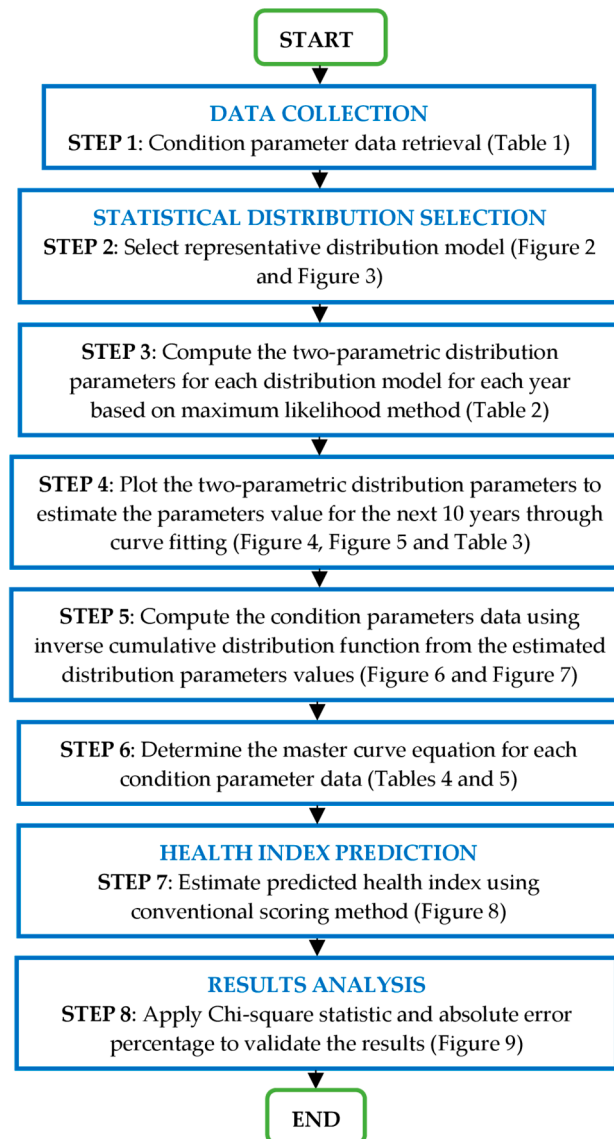 START
DATA COLLECTION
STEP 1: Condition parameter data retrieval (Table 1)
STATISTICAL DISTRIBUTION SELECTION
STEP 2: Select representative distribution model (Figure 2
and Figure 3)
STEP 3: Compute the two-parametric distribution
parameters for each distribution model for each year
based on maximum likelihood method (Table 2)
STEP 4: Plot the two-parametric distribution parameters to
estimate the parameters value for the next 10 years through
curve fitting (Figure 4, Figure 5 and Table 3)
STEP 5: Compute the condition parameters data using
inverse cumulative distribution function from the estimated
distribution parameters values (Figure 6 and Figure 7)
STEP 6: Determine the master curve equation for each
condition parameter data (Tables 4 and 5)
HEALTH INDEX PREDICTION
STEP 7: Estimate predicted health index using
conventional scoring method (Figure 8)
RESULTS ANALYSIS
STEP 8: Apply Chi-square statistic and absolute error
percentage to validate the results (Figure 9)
END